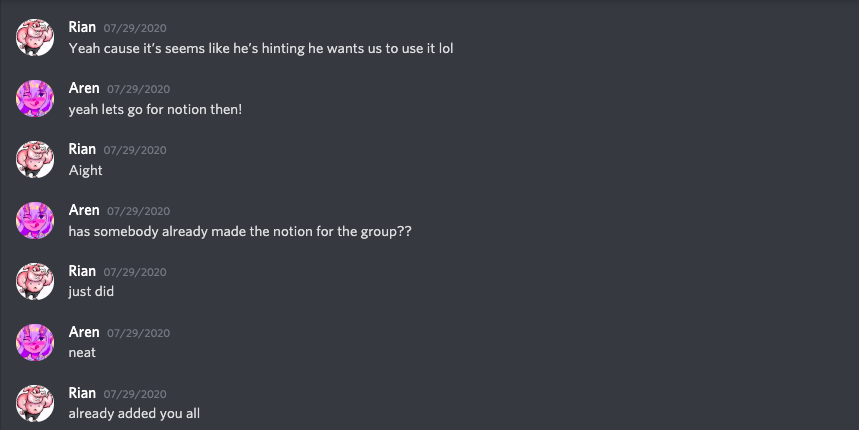 Rian 07/29/2020
Yeah cause it's seems like he's hinting he wants us to use it lol
Aren 07/29/2020
yeah lets go for notion then!
Rian 07/29/2020
Aight
Aren 07/29/2020
has somebody already made the notion for the group??
Rian 07/29/2020
just did
Aren 07/29/2020
neat
Rian 07/29/2020
already added you all